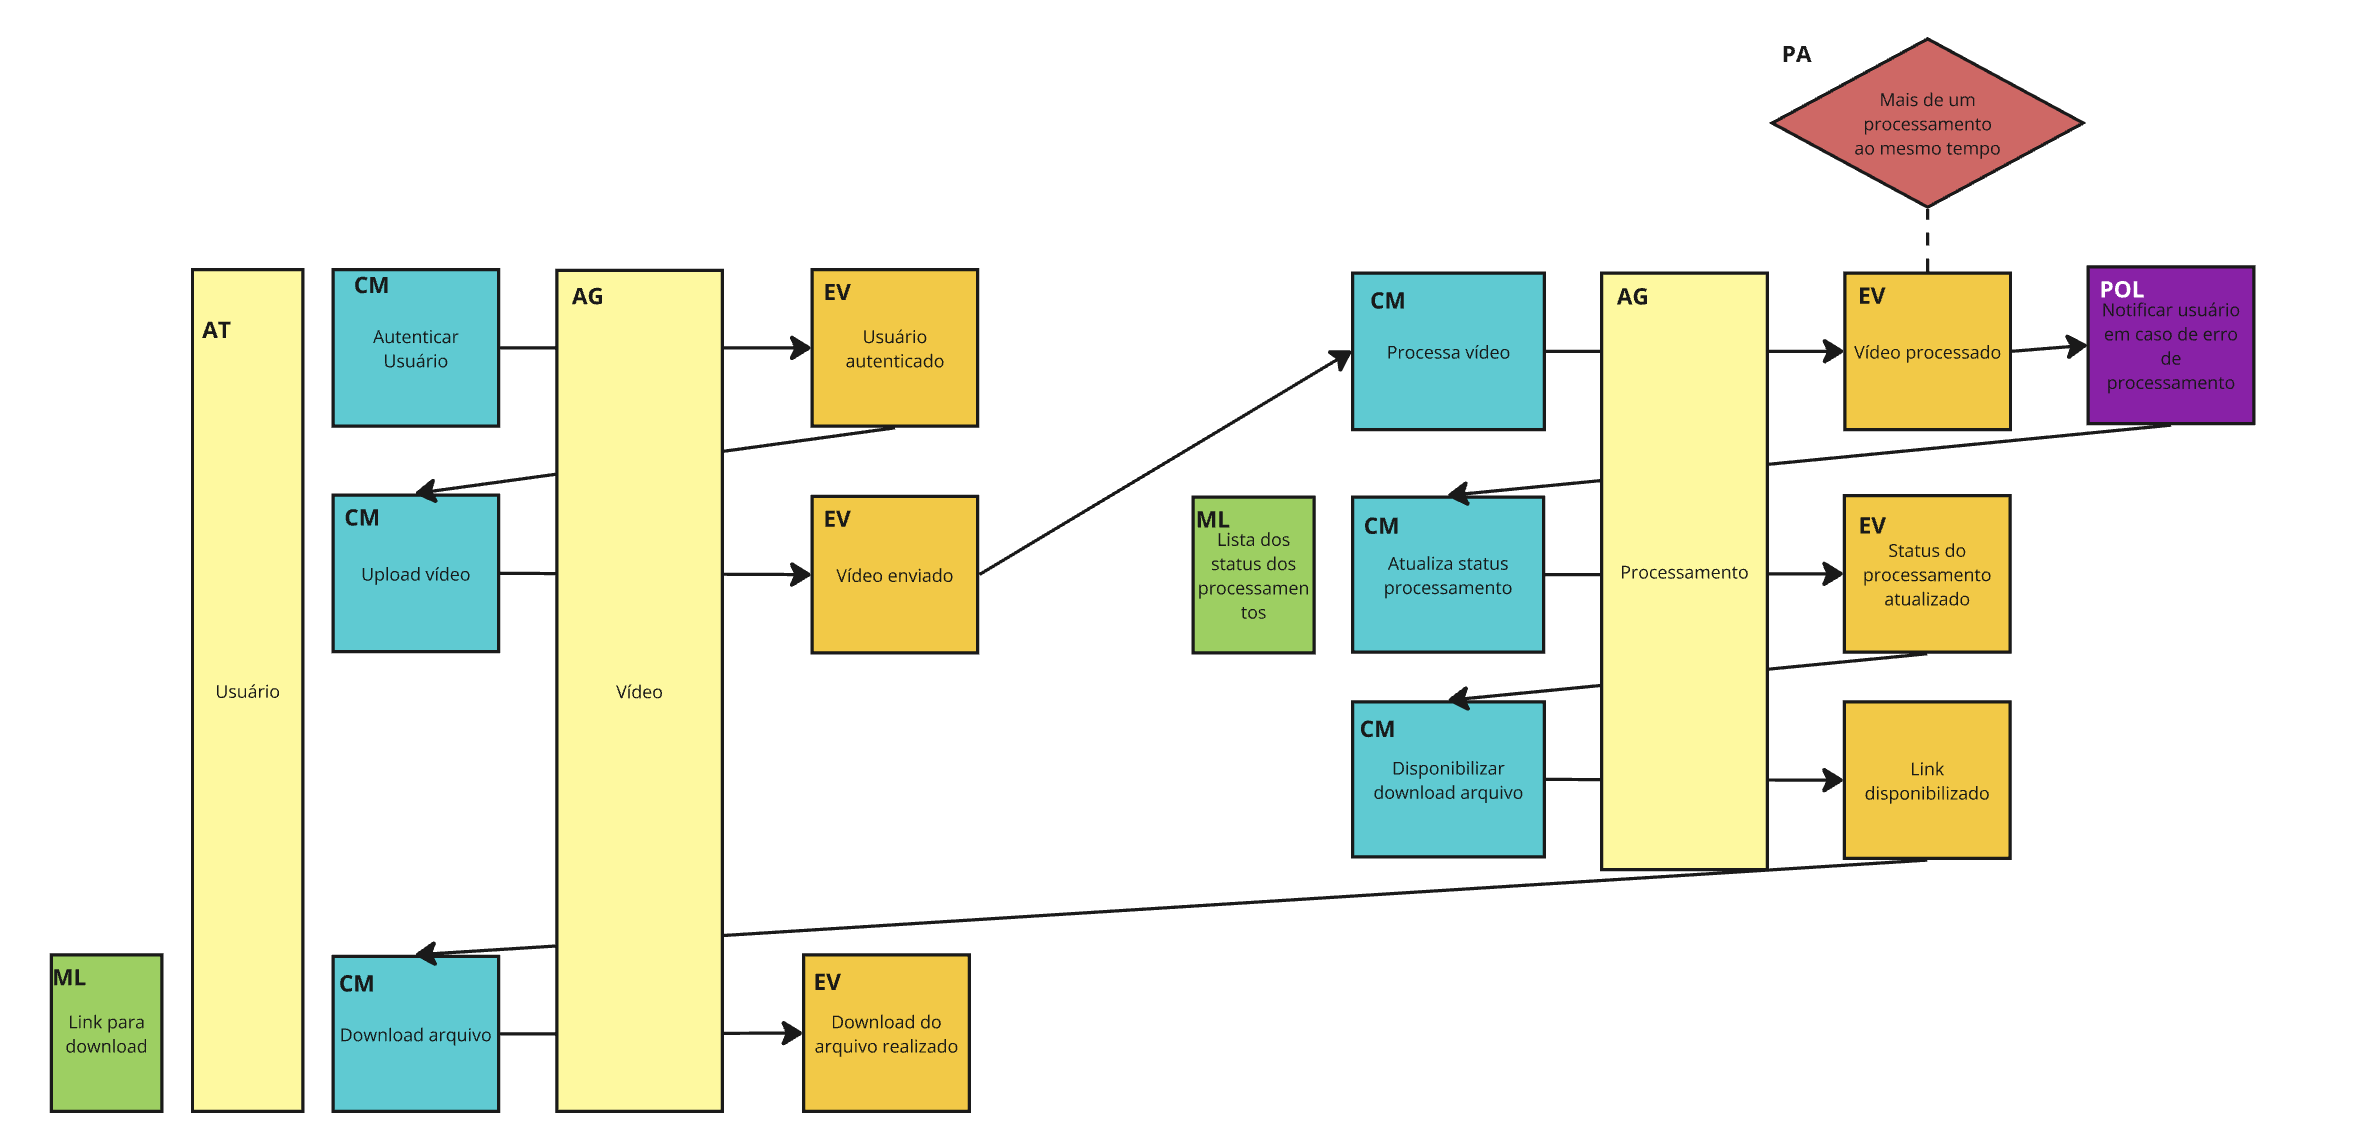 PA
Mais de um
processamento
ao mesmo tempo
AT
Usuário
CM
Autenticar
Usuário
AG
Vídeo
EV
Usuário
autenticado
CM
Upload vídeo
EV
Vídeo enviado
CM
Processa vídeo
AG
Processamento
EV
Vídeo processado
POL
Notificar usuário
em caso de erro
de
processamento
ML
Lista dos
status dos
processamen
tos
CM
Atualiza status
processamento
EV
Status do
processamento
atualizado
CM
Disponibilizar
download arquivo
Link
disponibilizado
ML
Link para
download
CM
Download arquivo
EV
Download do
arquivo realizado